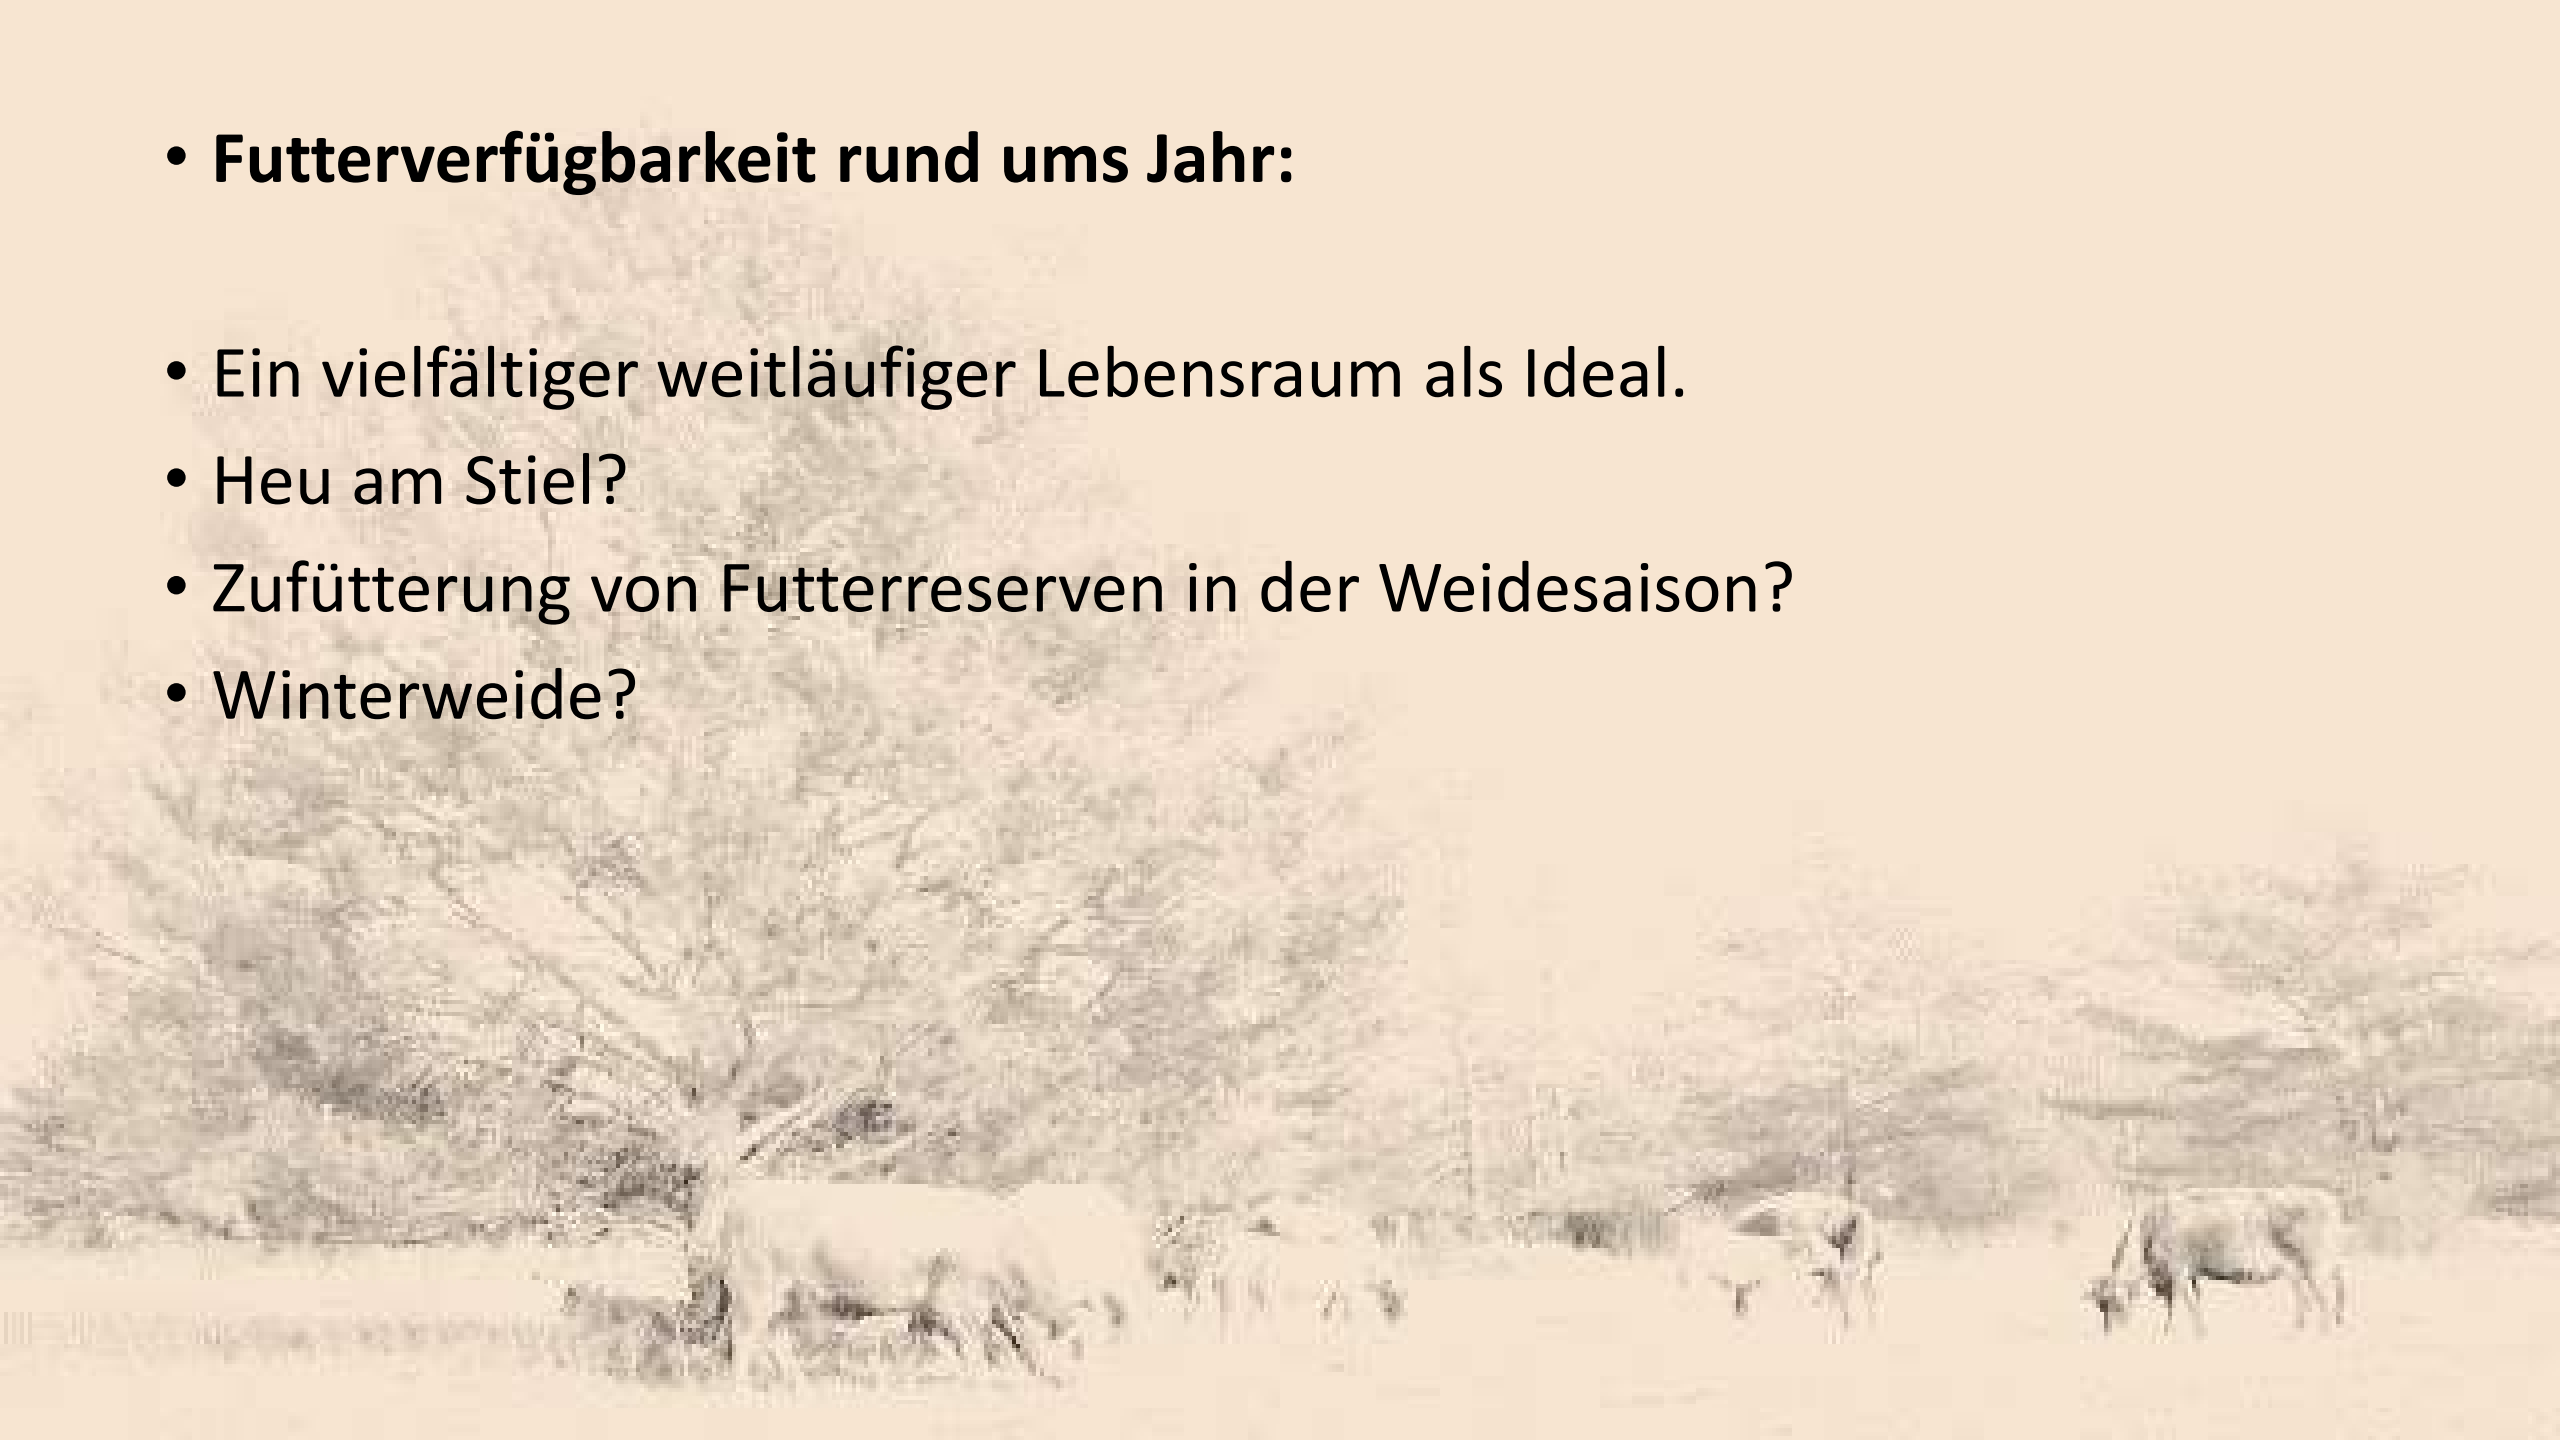 • Futterverfügbarkeit rund ums Jahr:
• Ein vielfältiger weitläufiger Lebensraum als Ideal.
• Heu am Stiel?
• Zufütterung von Futterreserven in der Weidesaison?
• Winterweide?